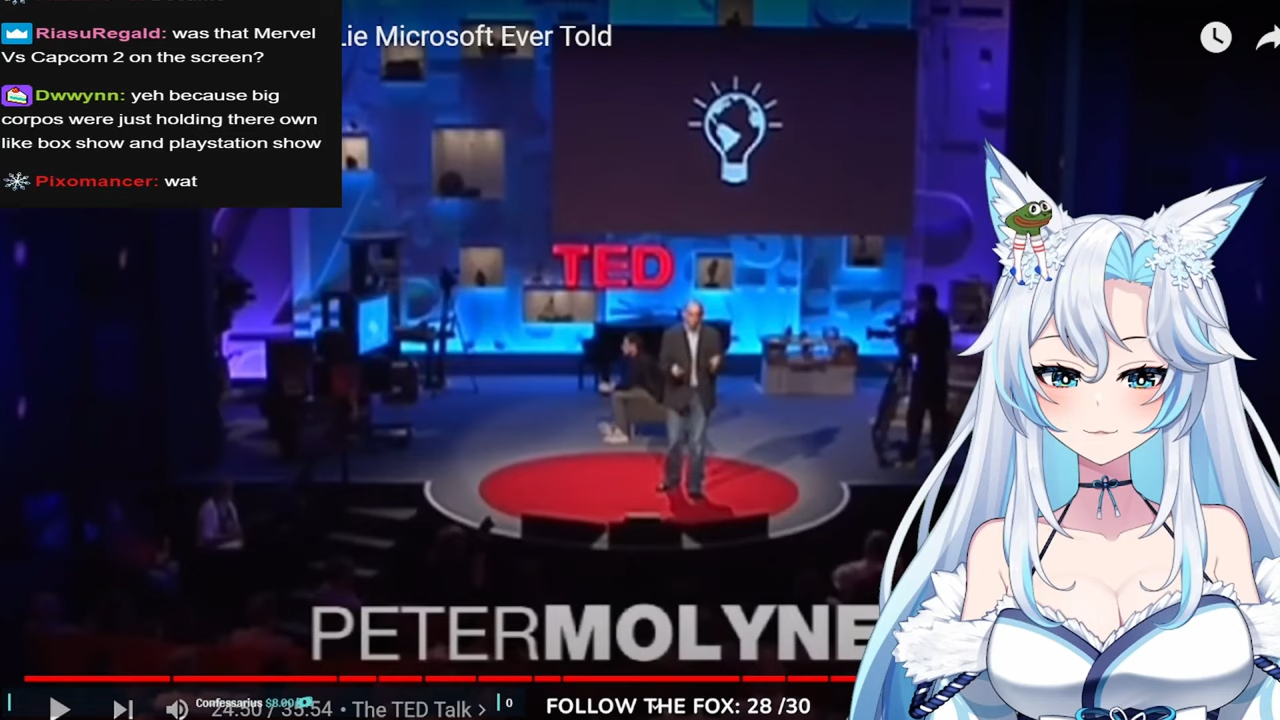 RiasuRegald: was that Mervel
Vs Capcom 2 on the screen?
Dwwynn: yeh because big
corpos were just holding there own
like box show and playstation show
Pixomancer: wat
Lie Microsoft Ever Told
TED
PETERMOLYNE
Confessarius $8.00
24:50 / 35:54 • The TED Talk >
0
FOLLOW THE FOX: 28 /30